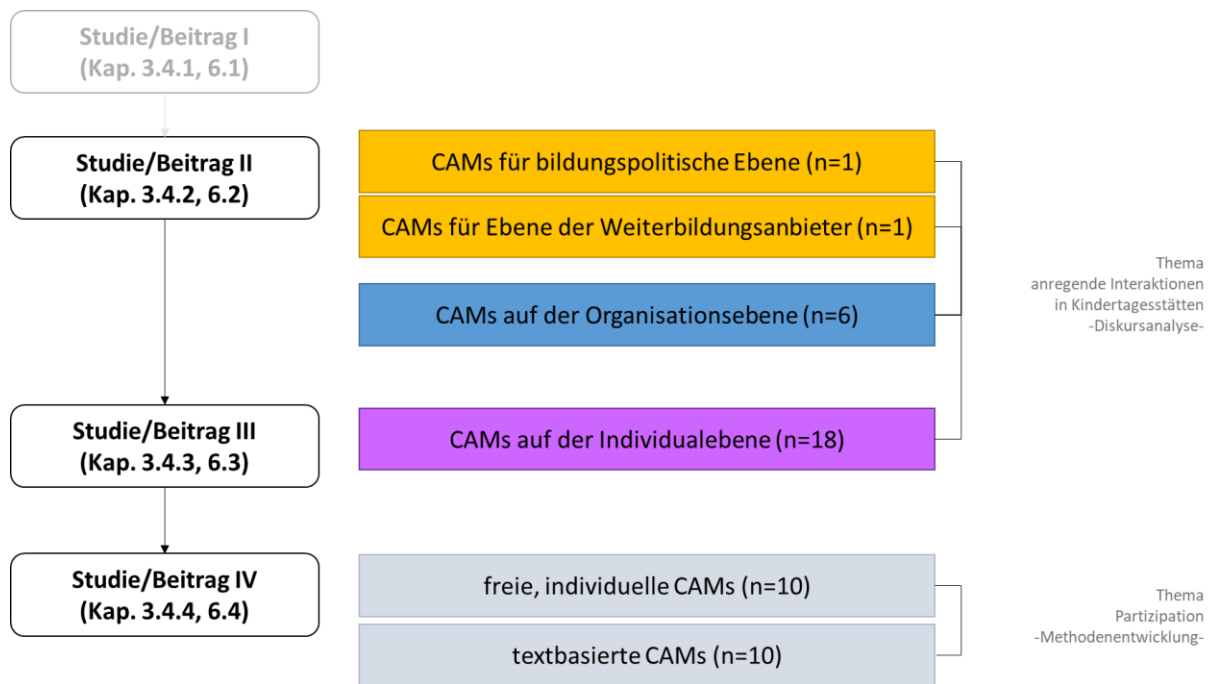 Studie/Beitrag I
(Kap. 3.4.1, 6.1)
Studie/Beitrag II
(Kap. 3.4.2, 6.2)
CAMs für bildungspolitische Ebene (n=1)
CAMs für Ebene der Weiterbildungsanbieter (n=1)
CAMs auf der Organisationsebene (n=6)
Thema
anregende Interaktionen
in Kindertagesstätten
-Diskursanalyse-
Studie/Beitrag III
(Kap. 3.4.3, 6.3)
CAMs auf der Individualebene (n=18)
Studie/Beitrag IV
(Kap. 3.4.4, 6.4)
freie, individuelle CAMs (n=10)
textbasierte CAMs (n=10)
Thema
Partizipation
-Methodenentwicklung-